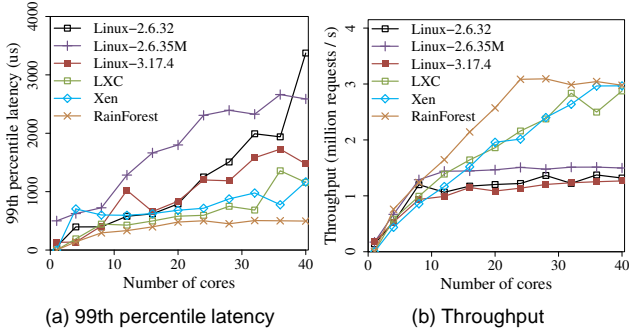 4000
3000
2000
1000
0
99th percentile latency (us)
Linux-2.6.32
Linux-2.6.35M
Linux-3.17.4
LXC
Xen
RainForest
0 10 20 30 40
Number of cores
(a) 99th percentile latency
4
3
2
1
0
Throughput (million requests / s)
Linux-2.6.32
Linux-2.6.35M
Linux-3.17.4
LXC
Xen
RainForest
0 10 20 30 40
Number of cores
(b) Throughput